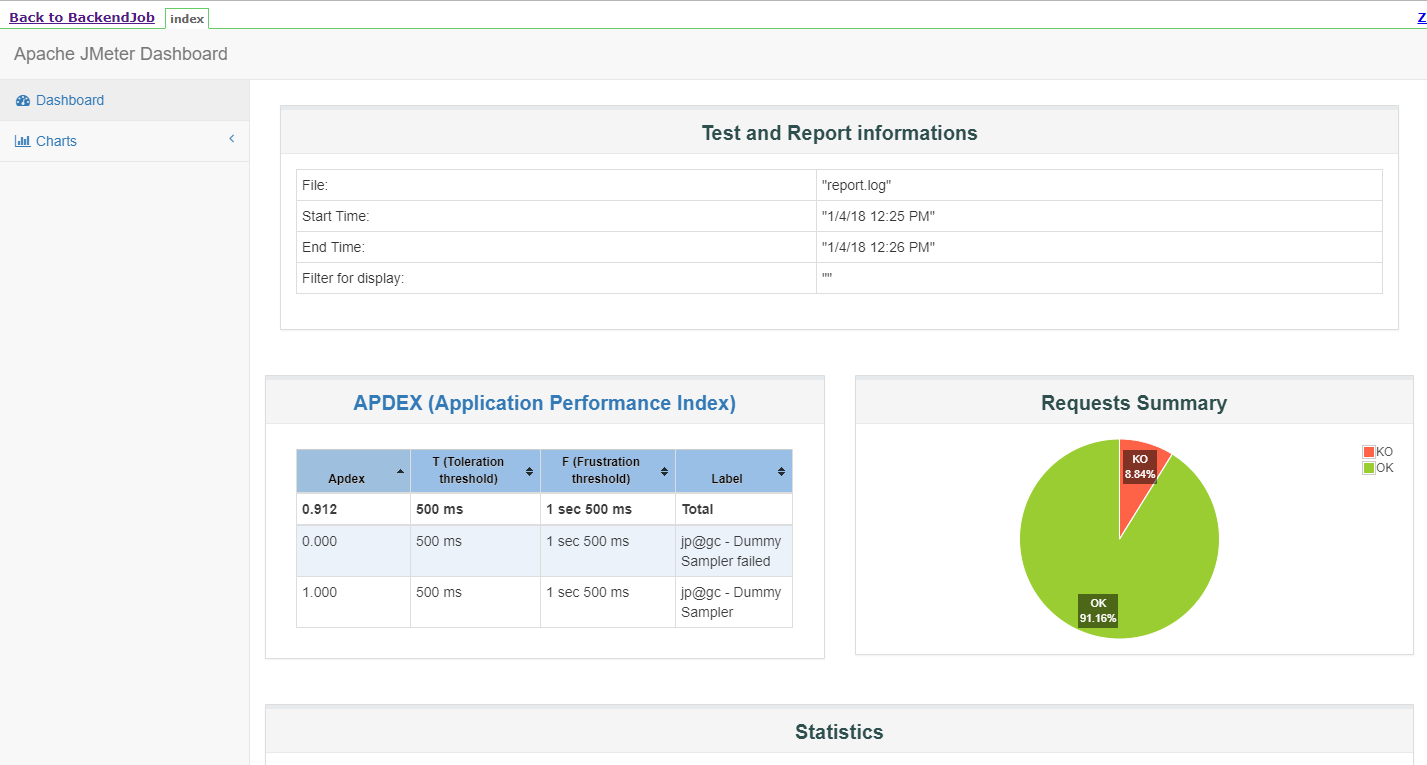 Back to BackendJob index Z
Apache JMeter Dashboard
Dashboard
Charts
Test and Report informations
File: "report.log"
Start Time: "1/4/18 12:25 PM"
End Time: "1/4/18 12:26 PM"
Filter for display: ""
APDEX (Application Performance Index)
Apdex T (Toleration threshold) F (Frustration threshold) Label
0.912 500 ms 1 sec 500 ms Total
0.000 500 ms 1 sec 500 ms jp@gc - Dummy
Sampler failed
1.000 500 ms 1 sec 500 ms jp@gc - Dummy
Sampler
Requests Summary
KO
8.84%
OK
91.16%
KO
OK
Statistics